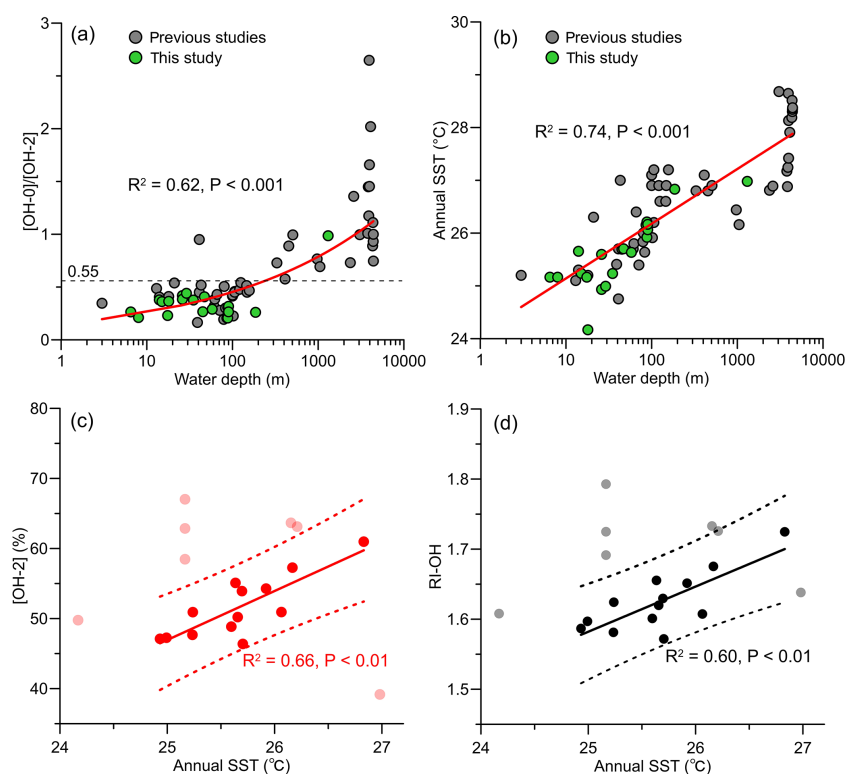 (a)
Previous studies
This study
R² = 0.62, P < 0.001
0.55
[OH-0]/[OH-2]
3
2
1
0
1
10
100
1000
10000
Water depth (m)
(b)
Previous studies
This study
R² = 0.74, P < 0.001
Annual SST (°C)
30
28
26
24
1
10
100
1000
10000
Water depth (m)
(c)
R² = 0.66, P < 0.01
[OH-2] (%)
80
70
60
50
40
24
25
26
27
Annual SST (°C)
(d)
R² = 0.60, P < 0.01
RI-OH
1.9
1.8
1.7
1.6
1.5
24
25
26
27
Annual SST (°C)